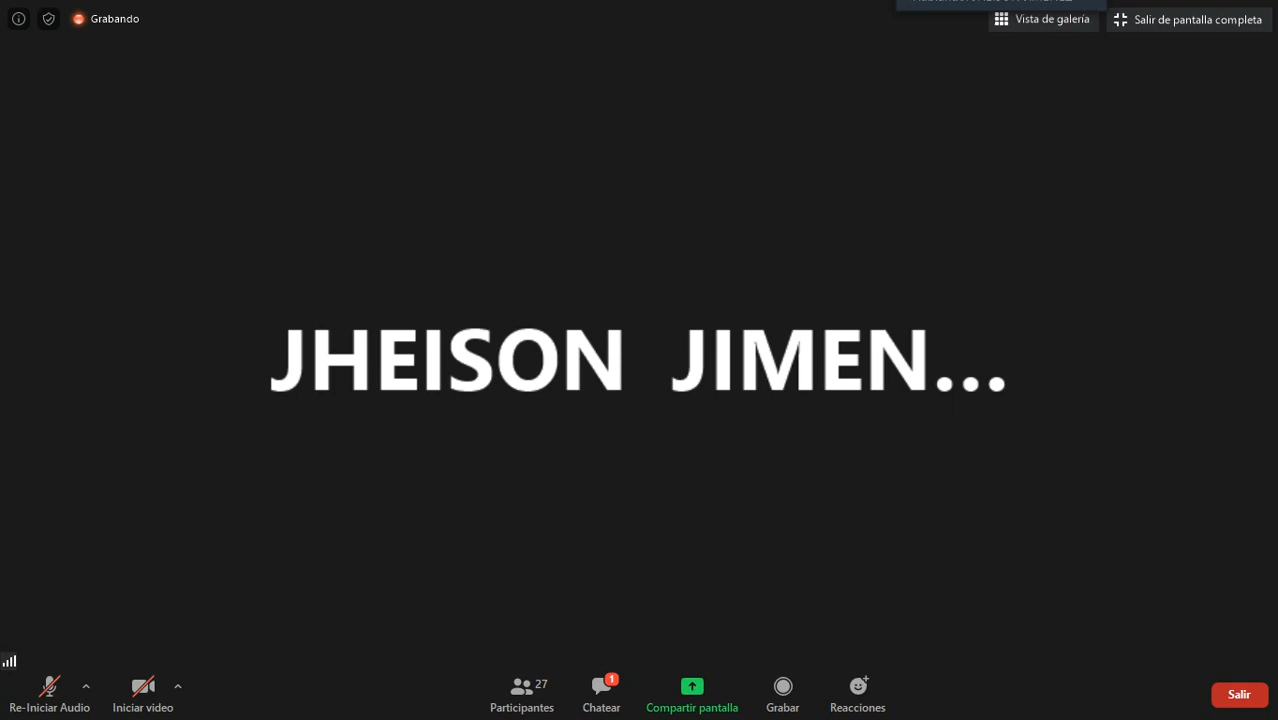 Grabando
Vista de galería
Salir de pantalla completa
JHEISON JIMEN...
Re-Iniciar Audio
Iniciar video
27
Participantes
1
Chatear
Compartir pantalla
Grabar
Reacciones
Salir